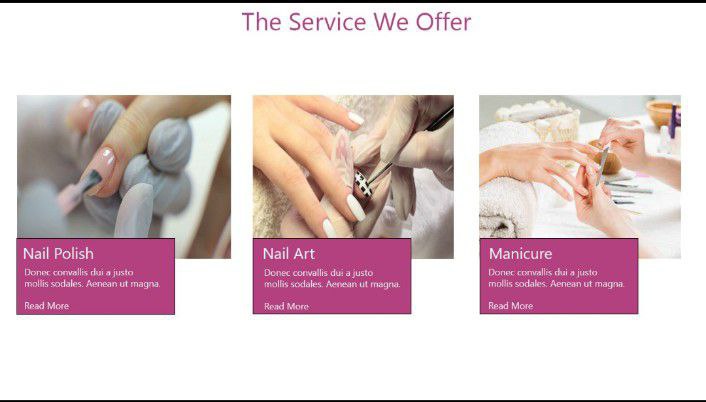 The Service We Offer
Nail Polish
Donec convallis dui a justo
mollis sodales. Aenean ut magna.
Read More
Nail Art
Donec convallis dui a justo
mollis sodales. Aenean ut magna.
Read More
Manicure
Donec convallis dui a justo
mollis sodales. Aenean ut magna.
Read More